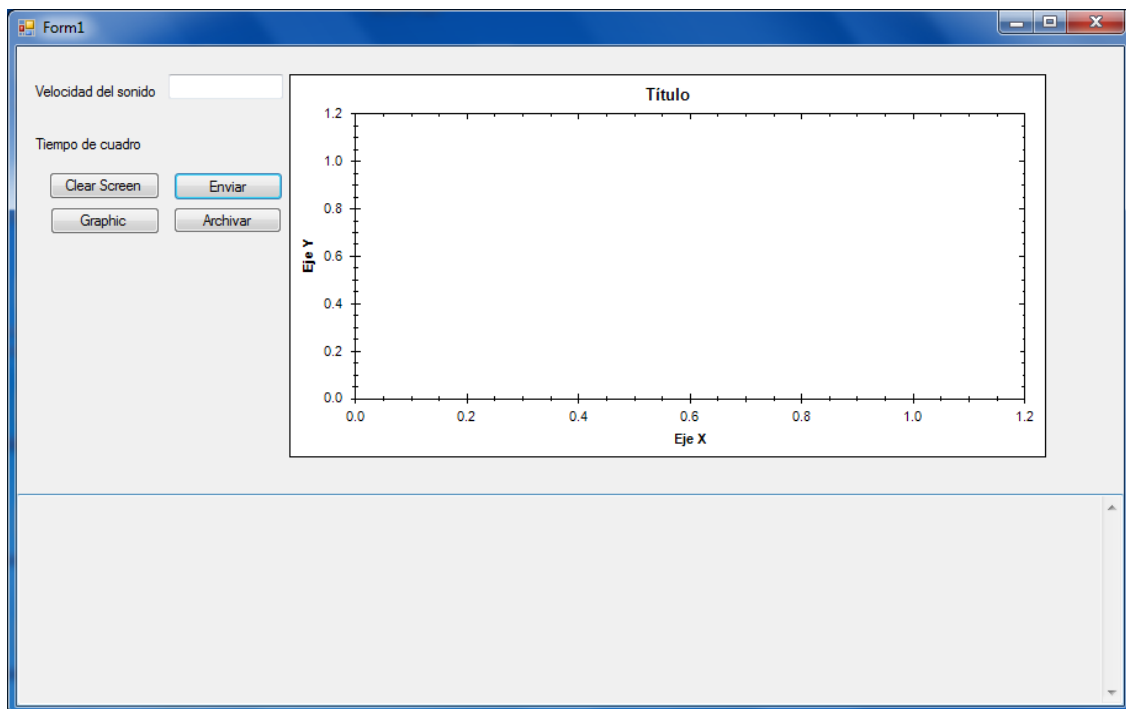 Form1
Velocidad del sonido
Tiempo de cuadro
Clear Screen
Enviar
Graphic
Archivar
Título
1.2
1.0
0.8
0.6
0.4
0.2
0.0
Eje Y
0.0 0.2 0.4 0.6 0.8 1.0 1.2
Eje X